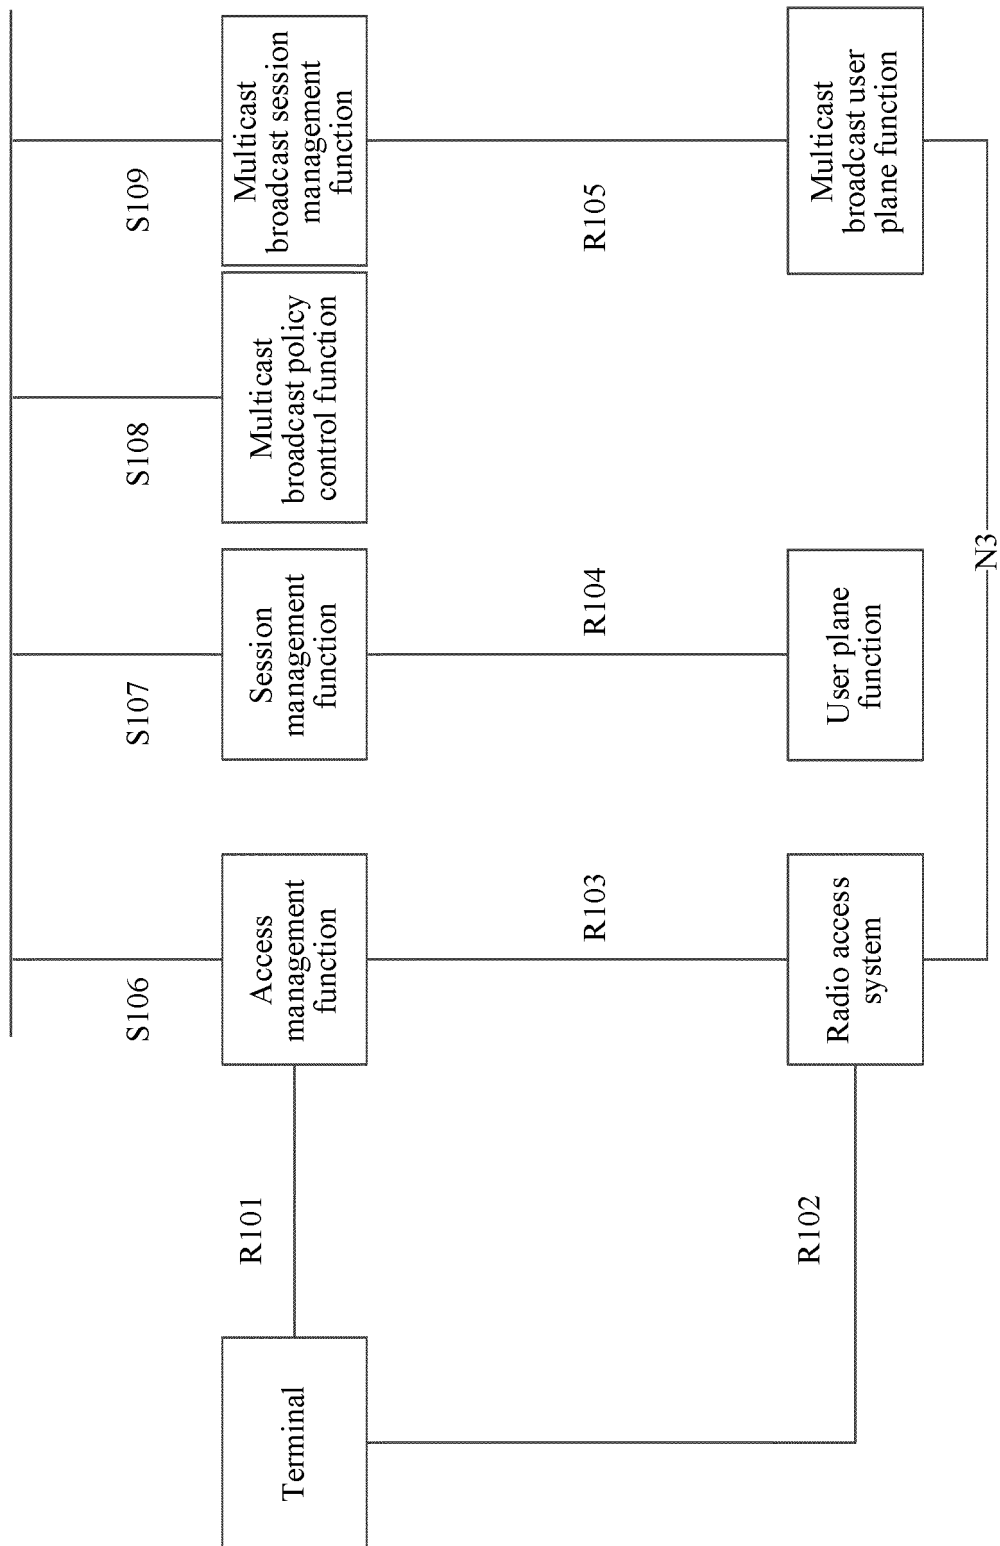 S106
S107
S108
S109
Terminal
R101
Access
management
function
Session
management
function
Multicast
broadcast policy
control function
Multicast
broadcast session
management
function
R103
R104
R105
R102
Radio access
system
User plane
function
Multicast
broadcast user
plane function
N3